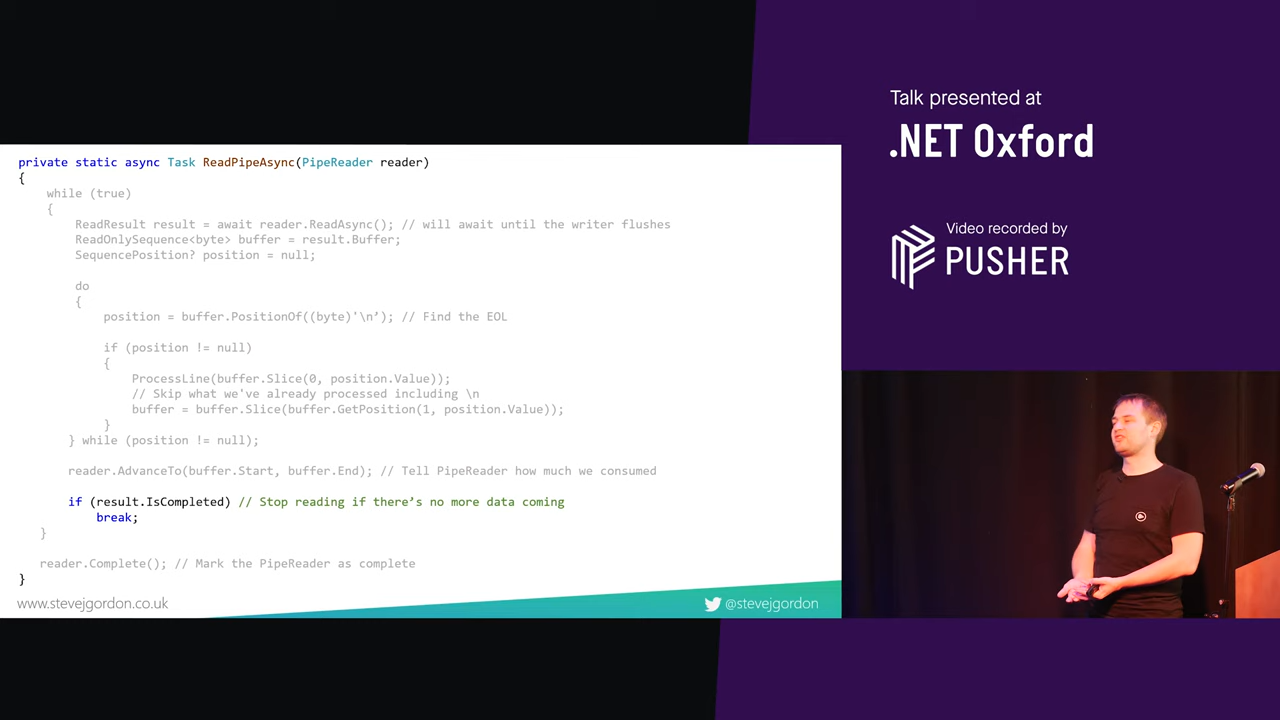 private static async Task ReadPipeAsync(PipeReader reader)
{
while (true)
{
ReadResult result = await reader.ReadAsync(); // will await until the writer flushes
ReadOnlySequence<byte> buffer = result.Buffer;
SequencePosition? position = null;
do
{
position = buffer.PositionOf((byte)'\n’); // Find the EOL
if (position != null)
{
ProcessLine(buffer.Slice(0, position.Value));
// Skip what we've already processed including \n
buffer = buffer.Slice(buffer.GetPosition(1, position.Value));
}
} while (position != null);
reader.AdvanceTo(buffer.Start, buffer.End); // Tell PipeReader how much we consumed
if (result.IsCompleted) // Stop reading if there’s no more data coming
break;
}
reader.Complete(); // Mark the PipeReader as complete
}
www.stevejgordon.co.uk
@stevejgordon
Talk presented at
.NET Oxford
Video recorded by
PUSHER